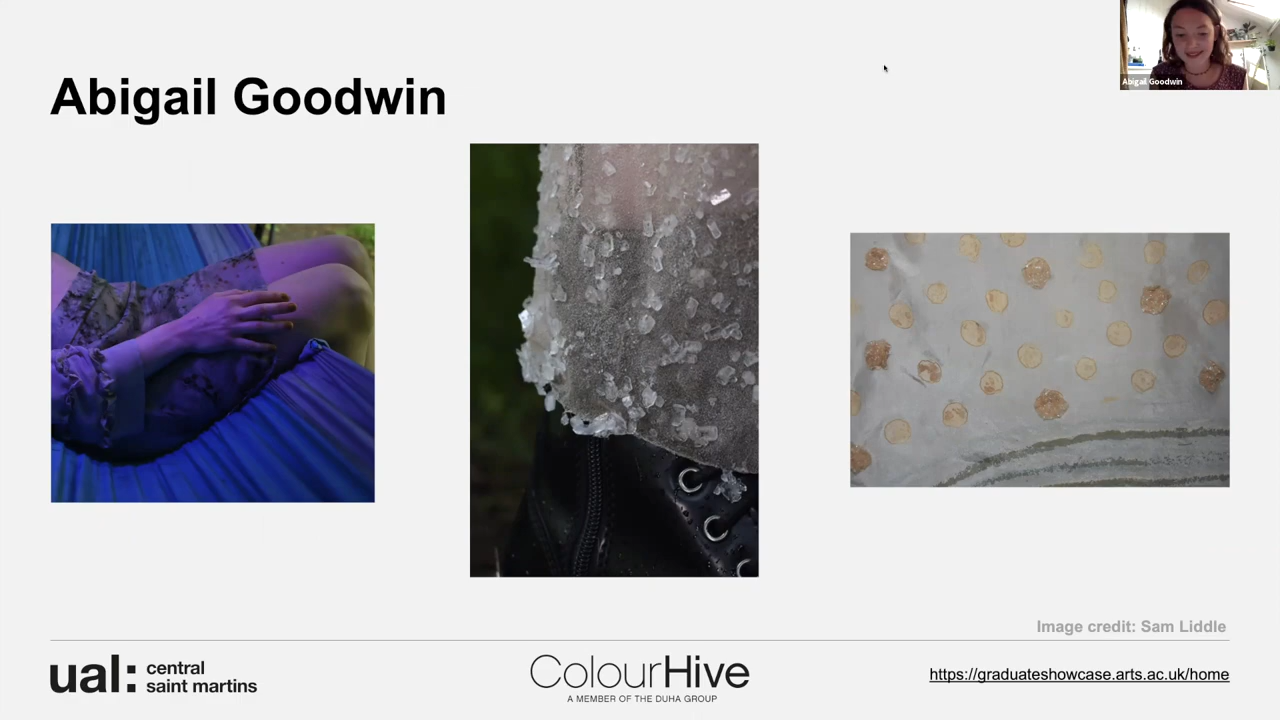 Abigail Goodwin
Abigail Goodwin
Image credit: Sam Liddle
ual: central
saint martins
ColourHive
A MEMBER OF THE DUHA GROUP
https://graduateshowcase.arts.ac.uk/home